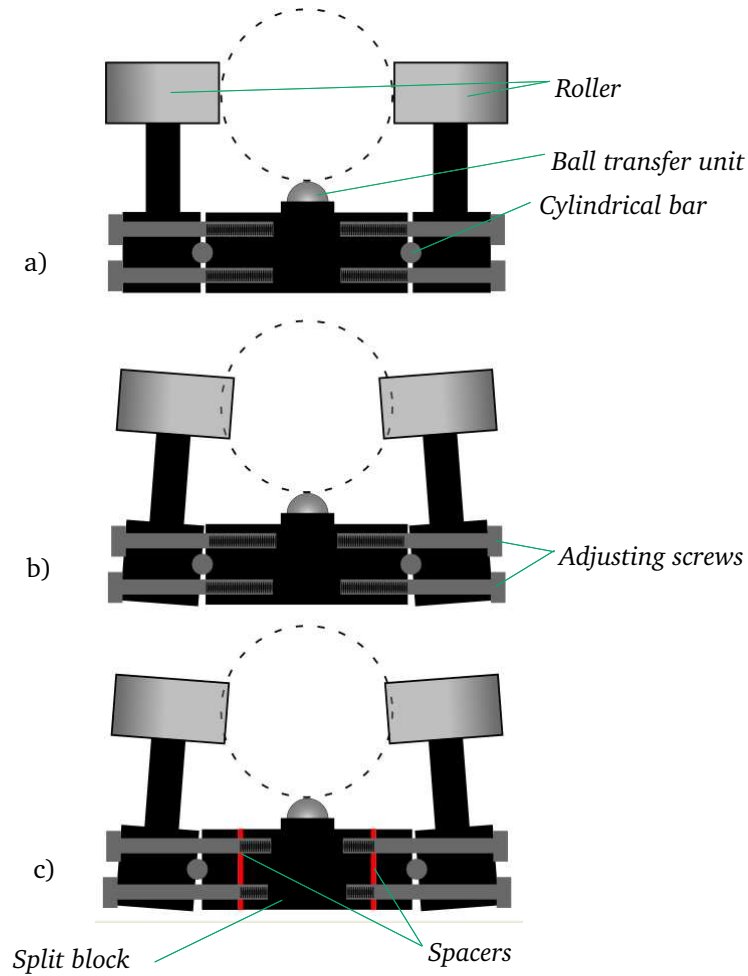 Roller
Ball transfer unit
Cylindrical bar
a)
Adjusting screws
b)
c)
Spacers
Split block